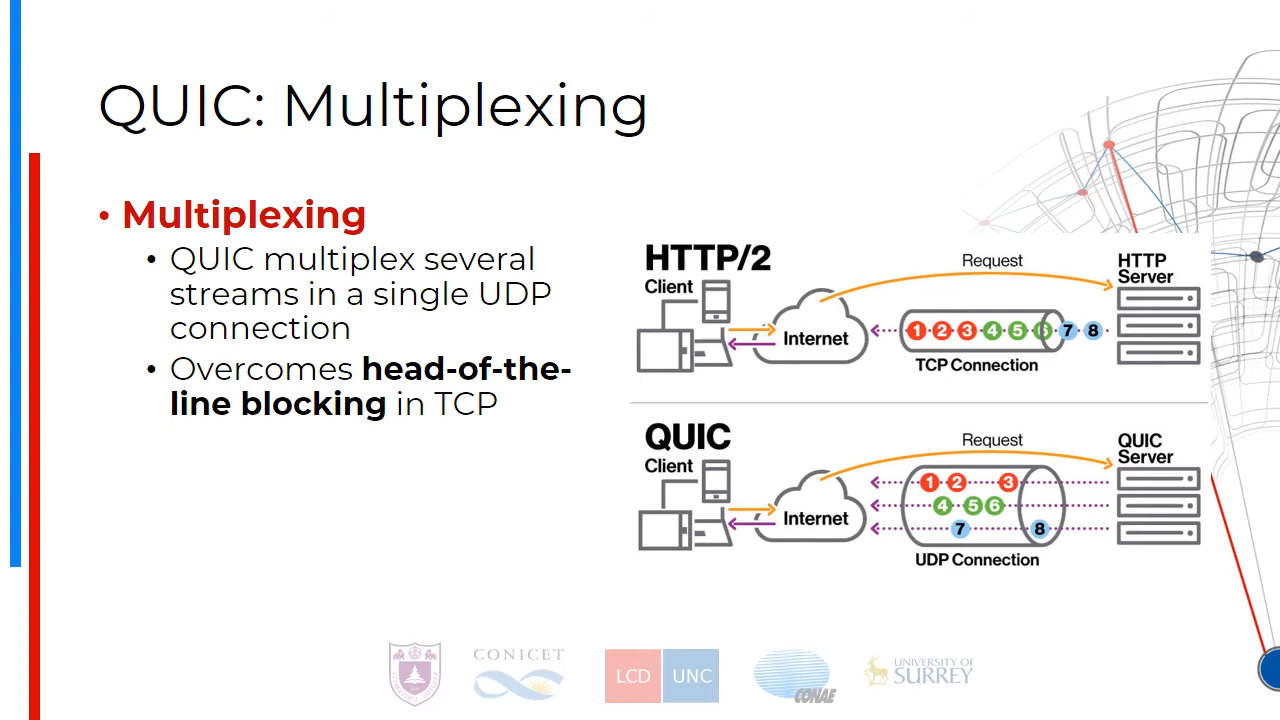 QUIC: Multiplexing
• Multiplexing
• QUIC multiplex several
streams in a single UDP
connection
• Overcomes head-of-the-
line blocking in TCP
HTTP/2
Client
Internet
Request
1 2 3 4 5 6 7 8
TCP Connection
HTTP
Server
QUIC
Client
Internet
Request
1 2 3
4 5 6
7 8
UDP Connection
QUIC
Server
CONICET
LCD UNC
CONAE
UNIVERSITY OF
SURREY